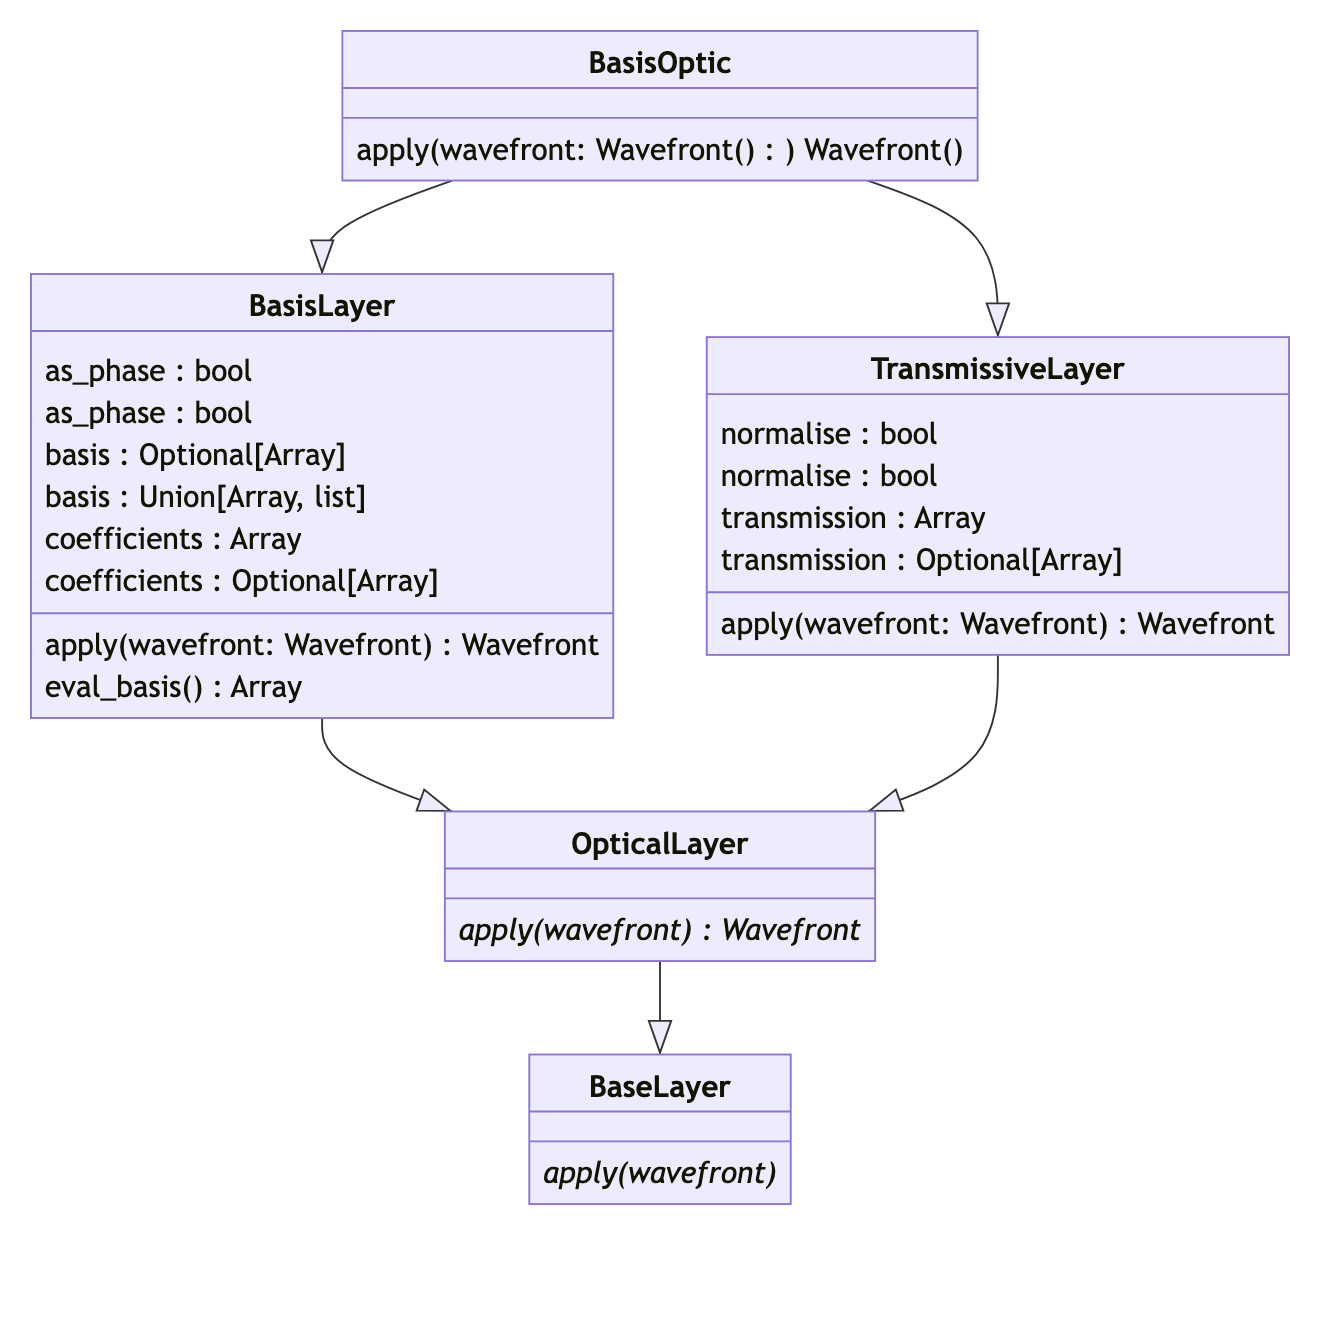 BasisOptic
apply(wavefront: Wavefront() : ) Wavefront()
BasisLayer
as_phase : bool
as_phase : bool
basis : Optional[Array]
basis : Union[Array, list]
coefficients : Array
coefficients : Optional[Array]
apply(wavefront: Wavefront) : Wavefront
eval_basis() : Array
TransmissiveLayer
normalise : bool
normalise : bool
transmission : Array
transmission : Optional[Array]
apply(wavefront: Wavefront) : Wavefront
OpticalLayer
apply(wavefront) : Wavefront
BaseLayer
apply(wavefront)